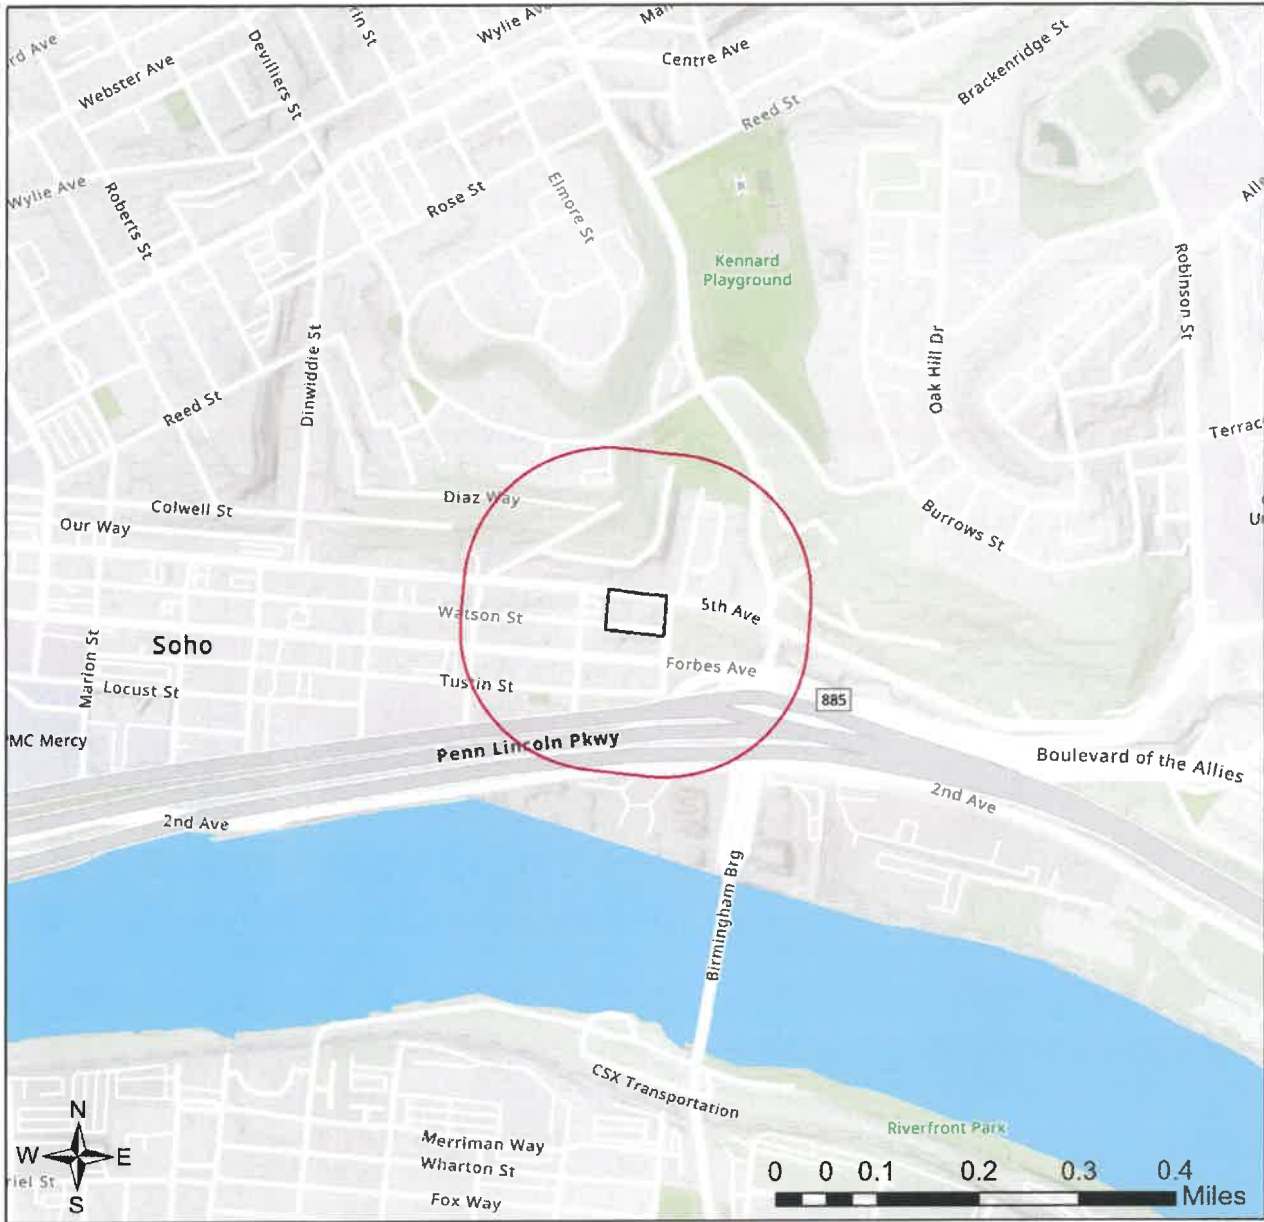 Wylie Ave
Centre Ave
Brackenridge St
Webster Ave
Devilliers St
Reed St
Wylie Ave
Roberts St
Rose St
Elmore St
Kennard
Playground
Robinson St
Dinwiddie St
Oak Hill Dr
Reed St
Diaz Way
Colwell St
Our Way
Burrows St
5th Ave
Watson St
Soho
Marion St
Forbes Ave
Locust St
Tustin St
885
MC Mercy
Penn Lincoln Pkwy
Boulevard of the Allies
2nd Ave
2nd Ave
Birmingham Brg
CSX Transportation
Riverfront Park
Merriman Way
Wharton St
Fox Way
N
W E
S
0 0 0.1 0.2 0.3 0.4
Miles